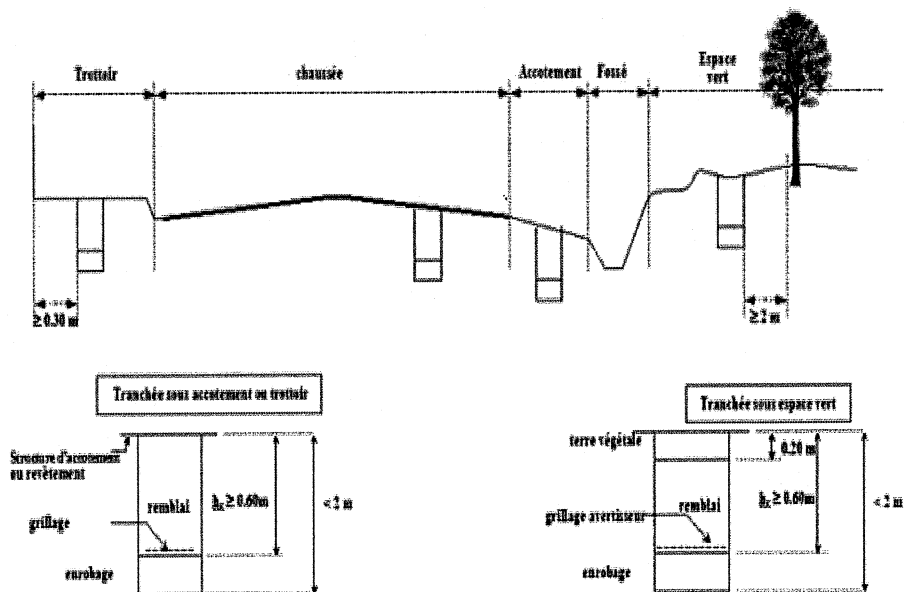 Trottoir
chaussée
Accotement
Fossé
Espace
vert
≥ 0.30 m
≥ 2 m
Tranchée sous accotement ou trottoir
Structure d'accotement
ou revêtement
remblai
h ≥ 0.60m
< 2 m
grillage
enrobage
Tranchée sous espace vert
terre végétale
0.20 m
h ≥ 0.60m
remblai
< 2 m
grillage avertisseur
enrobage